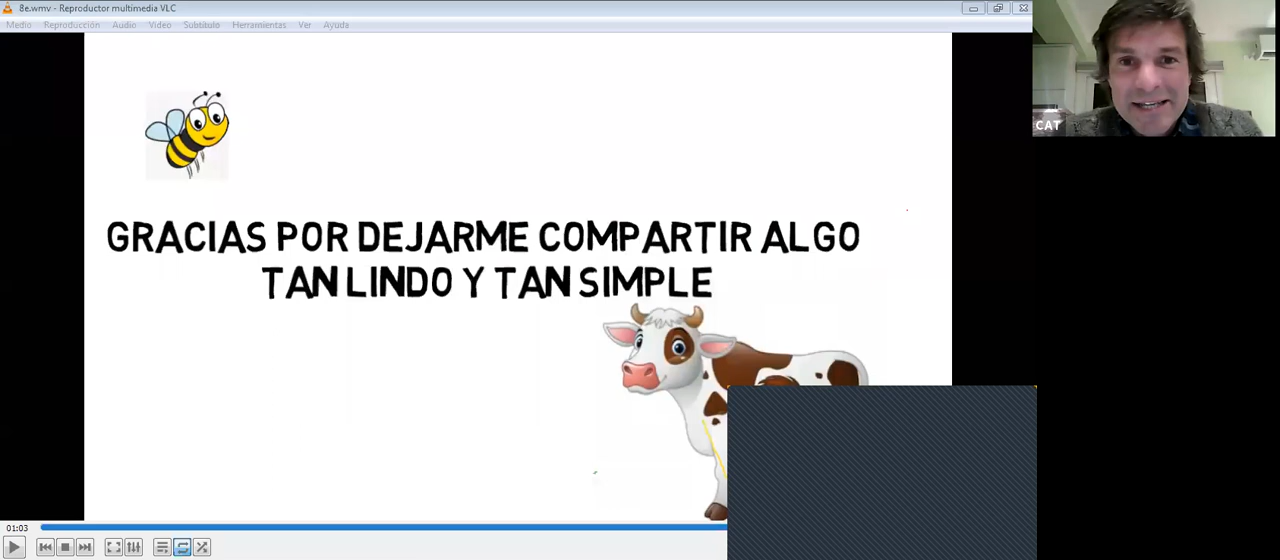 8e.wmv - Reproductor multimedia VLC
Medio Reproducción Audio Video Subtítulo Herramientas Ver Ayuda
CAT
GRACIAS POR DEJARME COMPARTIR ALGO
TAN LINDO Y TAN SIMPLE
01:03